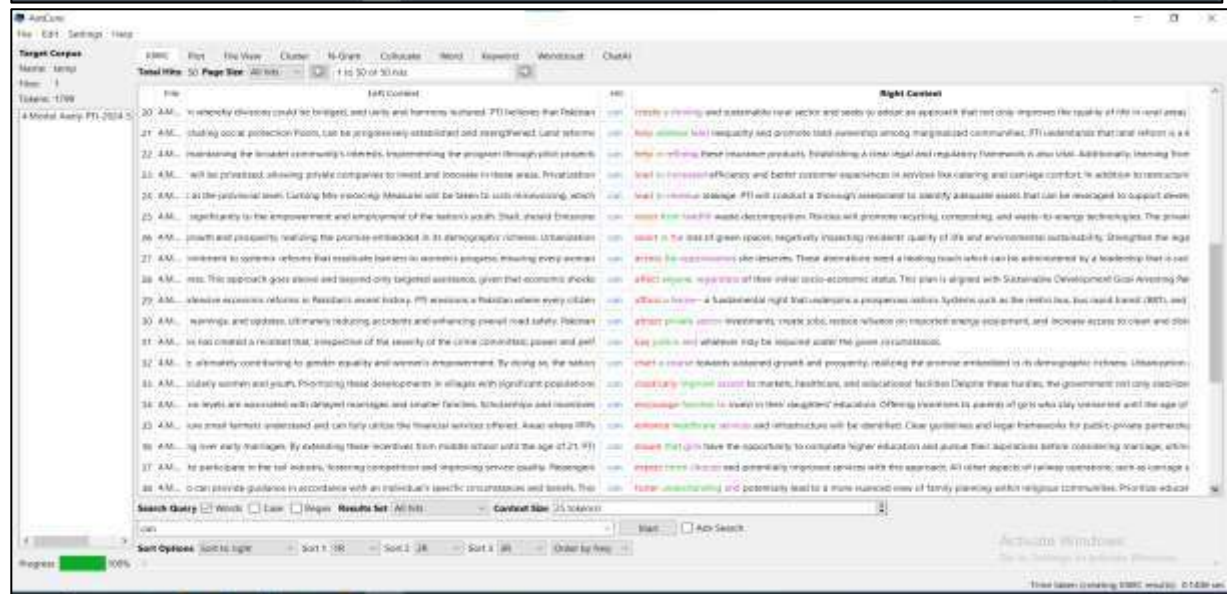 AntConc
File Edit Settings Help
Target Corpus
Name: temp
Files: 1
Tokens: 1799
4 Modal Auxiy PTI-2024 S
KWIC Plot File View Cluster N-Gram Collocate Word Keyword Wordcloud ChatAI
Total Hits: 50 Page Size All hits 1 to 50 of 50 hits
File Left Context Hit Right Context
20 4 M... n whereby divisions could be bridged, and unity and harmony nurtured. PTI believes that Pakistan can create a thriving and sustainable rural sector and seeks to adopt an approach that not only improves the quality of life in rural areas
21 4 M... cluding social protection floors, can be progressively established and strengthened. Land reforms can help address land inequality and promote land ownership among marginalized communities. PTI understands that land reform is a
22 4 M... maintaining the broader community's interests. Implementing the program through pilot projects can help in refining these insurance products. Establishing a clear legal and regulatory framework is also vital. Additionally, learning from
23 4 M... will be privatised, allowing private companies to invest and innovate in these areas. Privatization can lead to increased efficiency and better customer experiences in services like catering and carriage comfort. In addition to restructuri
24 4 M... at the provincial level. Curbing Mis-invoicing: Measures will be taken to curb mis-invoicing, which can lead to revenue leakage. PTI will conduct a thorough assessment to identify adequate assets that can be leveraged to support devel
25 4 M... significantly to the empowerment and employment of the nation's youth. Shall, should Emissions can result from landfill waste decomposition. Policies will promote recycling, composting, and waste-to-energy technologies. The privat
26 4 M... growth and prosperity, realizing the promise embedded in its demographic richness. Urbanization can result in the loss of green spaces, negatively impacting residents' quality of life and environmental sustainability. Strengthen the lega
27 4 M... mmitment to systemic reforms that eradicate barriers to women's progress, ensuring every woman can access the opportunities she deserves. These aberrations need a healing touch which can be administered by a leadership that is
28 4 M... ness. This approach goes above and beyond only targeted assistance, given that economic shocks can affect anyone, regardless of their initial socio-economic status. This plan is aligned with Sustainable Development Goal
29 4 M... xtensive economic reforms in Pakistan's recent history. PTI envisions a Pakistan where every citizen can afford a home– a fundamental right that underpins a prosperous nation. Systems such as the metro bus, bus rapid transit (BRT), and
30 4 M... warnings, and updates, ultimately reducing accidents and enhancing overall road safety. Pakistan can attract private sector investments, create jobs, reduce reliance on imported energy equipment, and increase access to clean and
31 4 M... has created a mindset that, irrespective of the severity of the crime committed, power and pelf can buy justice and whatever may be required under the given circumstances.
32 4 M... ultimately contributing to gender equality and women's empowerment. By doing so, the nation can chart a course towards sustained growth and prosperity, realizing the promise embedded in its demographic richness. Urbanization
33 4 M... cularly women and youth. Prioritizing these developments in villages with significant populations can drastically improve access to markets, healthcare, and educational facilities Despite these hurdles, the government not only stabilize
34 4 M... levels are associated with delayed marriages and smaller families. Scholarships and incentives can encourage families to invest in their daughters' education. Offering incentives to parents of girls who stay unmarried until the age of
35 4 M... sure small farmers understand and can fully utilize the financial services offered. Areas where PPPs can enhance healthcare services and infrastructure will be identified. Clear guidelines and legal frameworks for public-private partnership
36 4 M... ng over early marriages. By extending these incentives from middle school until the age of 21, PTI can ensure that girls have the opportunity to complete higher education and pursue their aspirations before considering marriage,
37 4 M... to participate in the rail industry, fostering competition and improving service quality. Passengers can expect more choices and potentially improved services with this approach. All other aspects of railway operations, such as carriage
38 4 M... o can provide guidance in accordance with an individual's specific circumstances and beliefs. This can foster understanding and potentially lead to a more nuanced view of family planning within religious communities. Prioritize educat
Search Query Words Case Regex Results Set All hits Context Size 25 token(s)
can Start Adv Search
Sort Options Sort to right Sort 1 1R Sort 2 2R Sort 3 3R Order by freq
Activate Windows
Go to Settings to activate Windows.
Progress 100%
Time taken (creating KWIC results): 0.1406 sec